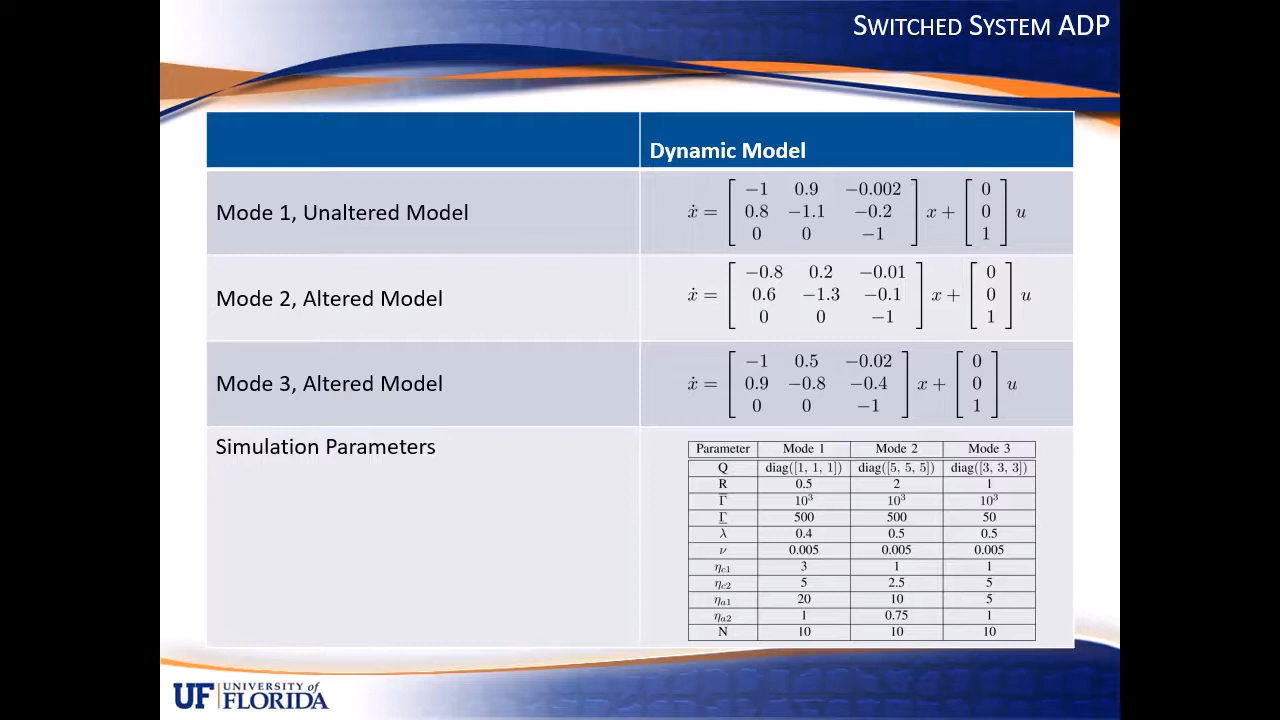 SWITCHED SYSTEM ADP
Dynamic Model
Mode 1, Unaltered Model
ẋ = [ −1 0.9 −0.002 ] x + [ 0 ] u
0.8 −1.1 −0.2 0
0 0 −1 1
Mode 2, Altered Model
ẋ = [ −0.8 0.2 −0.01 ] x + [ 0 ] u
0.6 −1.3 −0.1 0
0 0 −1 1
Mode 3, Altered Model
ẋ = [ −1 0.5 −0.02 ] x + [ 0 ] u
0.9 −0.8 −0.4 0
0 0 −1 1
Simulation Parameters
Parameter Mode 1 Mode 2 Mode 3
Q diag([1, 1, 1]) diag([5, 5, 5]) diag([3, 3, 3])
R 0.5 2 1
Γ̅ 10³ 10³ 10³
Γ̲ 500 500 50
λ 0.4 0.5 0.5
ν 0.005 0.005 0.005
ηc1 3 1 1
ηc2 5 2.5 5
ηa1 20 10 5
ηa2 1 0.75 1
N 10 10 10
UF UNIVERSITY of
FLORIDA